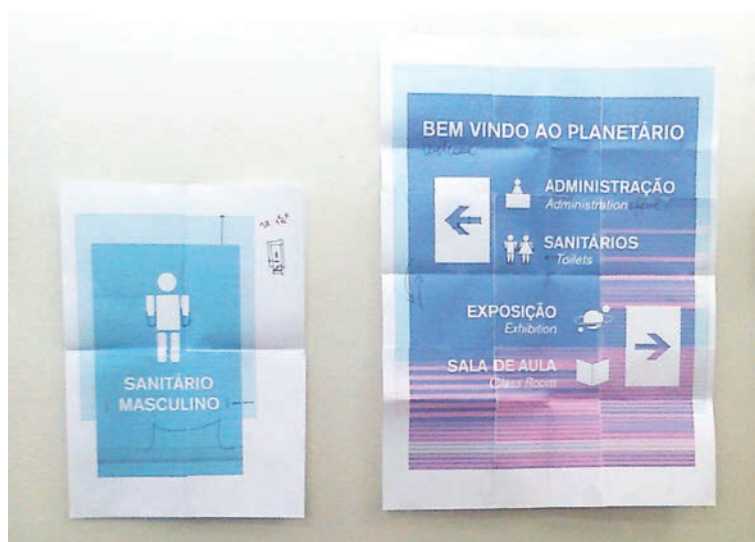 SANITÁRIO
MASCULINO
BEM VINDO AO PLANETÁRIO
ADMINISTRAÇÃO
Administration
SANITÁRIOS
Toilets
EXPOSIÇÃO
Exhibition
SALA DE AULA
Class Room